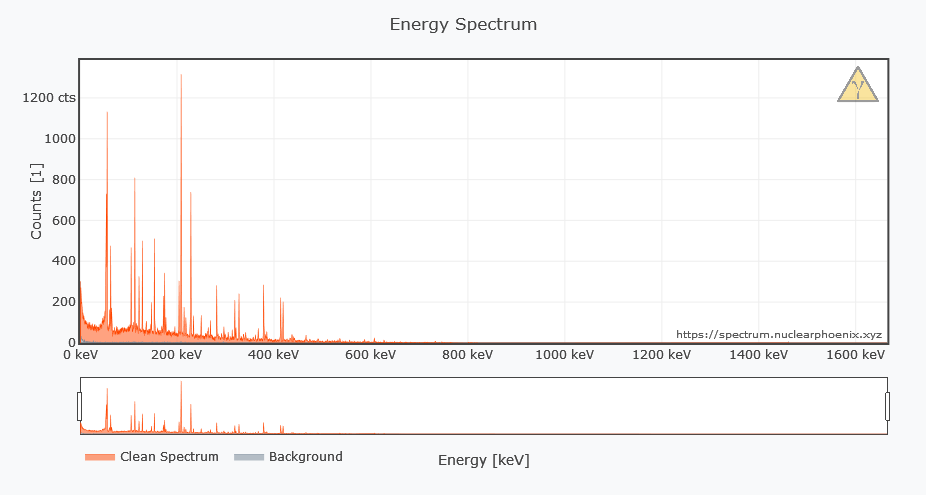 Energy Spectrum
1200 cts
1000
800
600
400
200
0
Counts [1]
γ
https://spectrum.nuclearphoenix.xyz
0 keV 200 keV 400 keV 600 keV 800 keV 1000 keV 1200 keV 1400 keV 1600 keV
Clean Spectrum Background
Energy [keV]